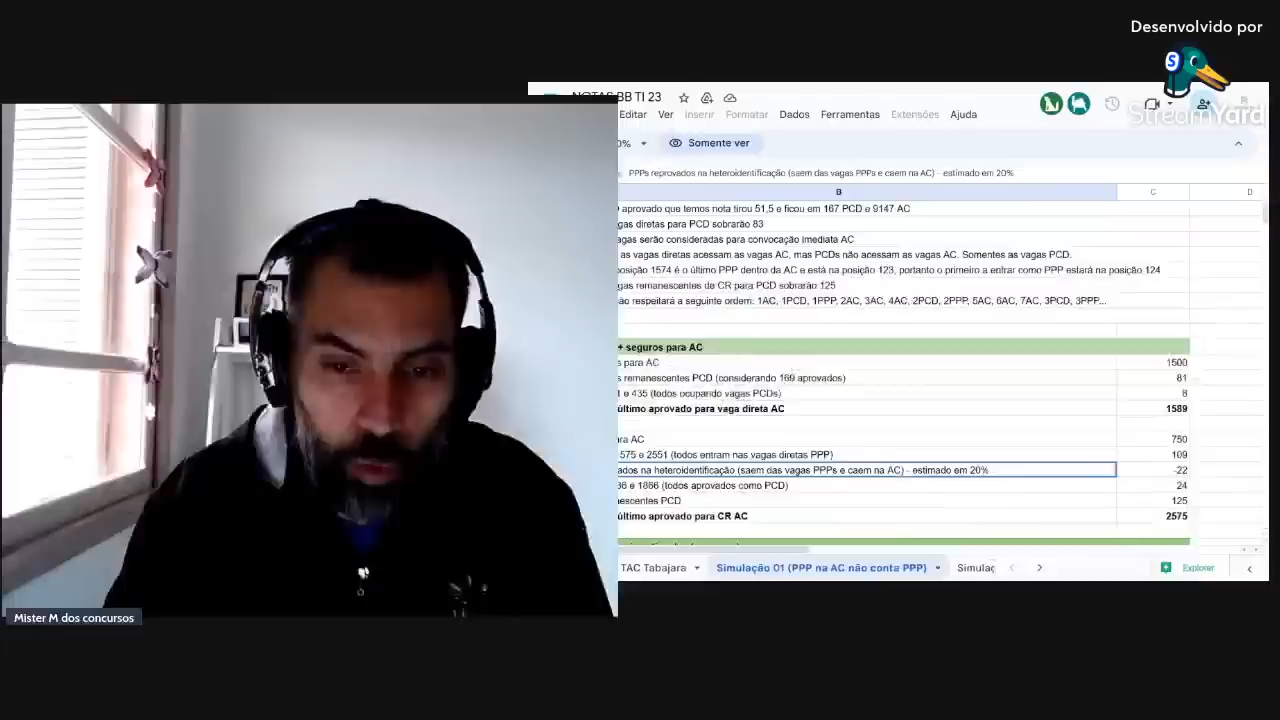 Desenvolvido por
StreamYard
NOTAS BB TI 23
Editar Ver Inserir Formatar Dados Ferramentas Extensões Ajuda
0% Somente ver
PPPs reprovados na heteroidentificação (saem das vagas PPPs e caem na AC) - estimado em 20%
B C D
aprovado que temos nota tirou 51,5 e ficou em 167 PCD e 9147 AC
gas diretas para PCD sobrarão 83
agas serão consideradas para convocação imediata AC
as vagas diretas acessam as vagas AC, mas PCDs não acessam as vagas AC. Somentes as vagas PCD.
osição 1574 é o último PPP dentro da AC e está na posição 123, portanto o primeiro a entrar como PPP estará na posição 124
gas remanescentes de CR para PCD sobrarão 125
ão respeitará a seguinte ordem: 1AC, 1PCD, 1PPP, 2AC, 3AC, 4AC, 2PCD, 2PPP, 5AC, 6AC, 7AC, 3PCD, 3PPP...
+ seguros para AC
s para AC 1500
s remanescentes PCD (considerando 169 aprovados) 81
1 e 435 (todos ocupando vagas PCDs) 8
último aprovado para vaga direta AC 1589
ra AC 750
575 e 2551 (todos entram nas vagas diretas PPP) 109
ados na heteroidentificação (saem das vagas PPPs e caem na AC) - estimado em 20% -22
36 e 1866 (todos aprovados como PCD) 24
nescentes PCD 125
último aprovado para CR AC 2575
TAC Tabajara Simulação 01 (PPP na AC não conta PPP) Simulaç Explorer
Mister M dos concursos